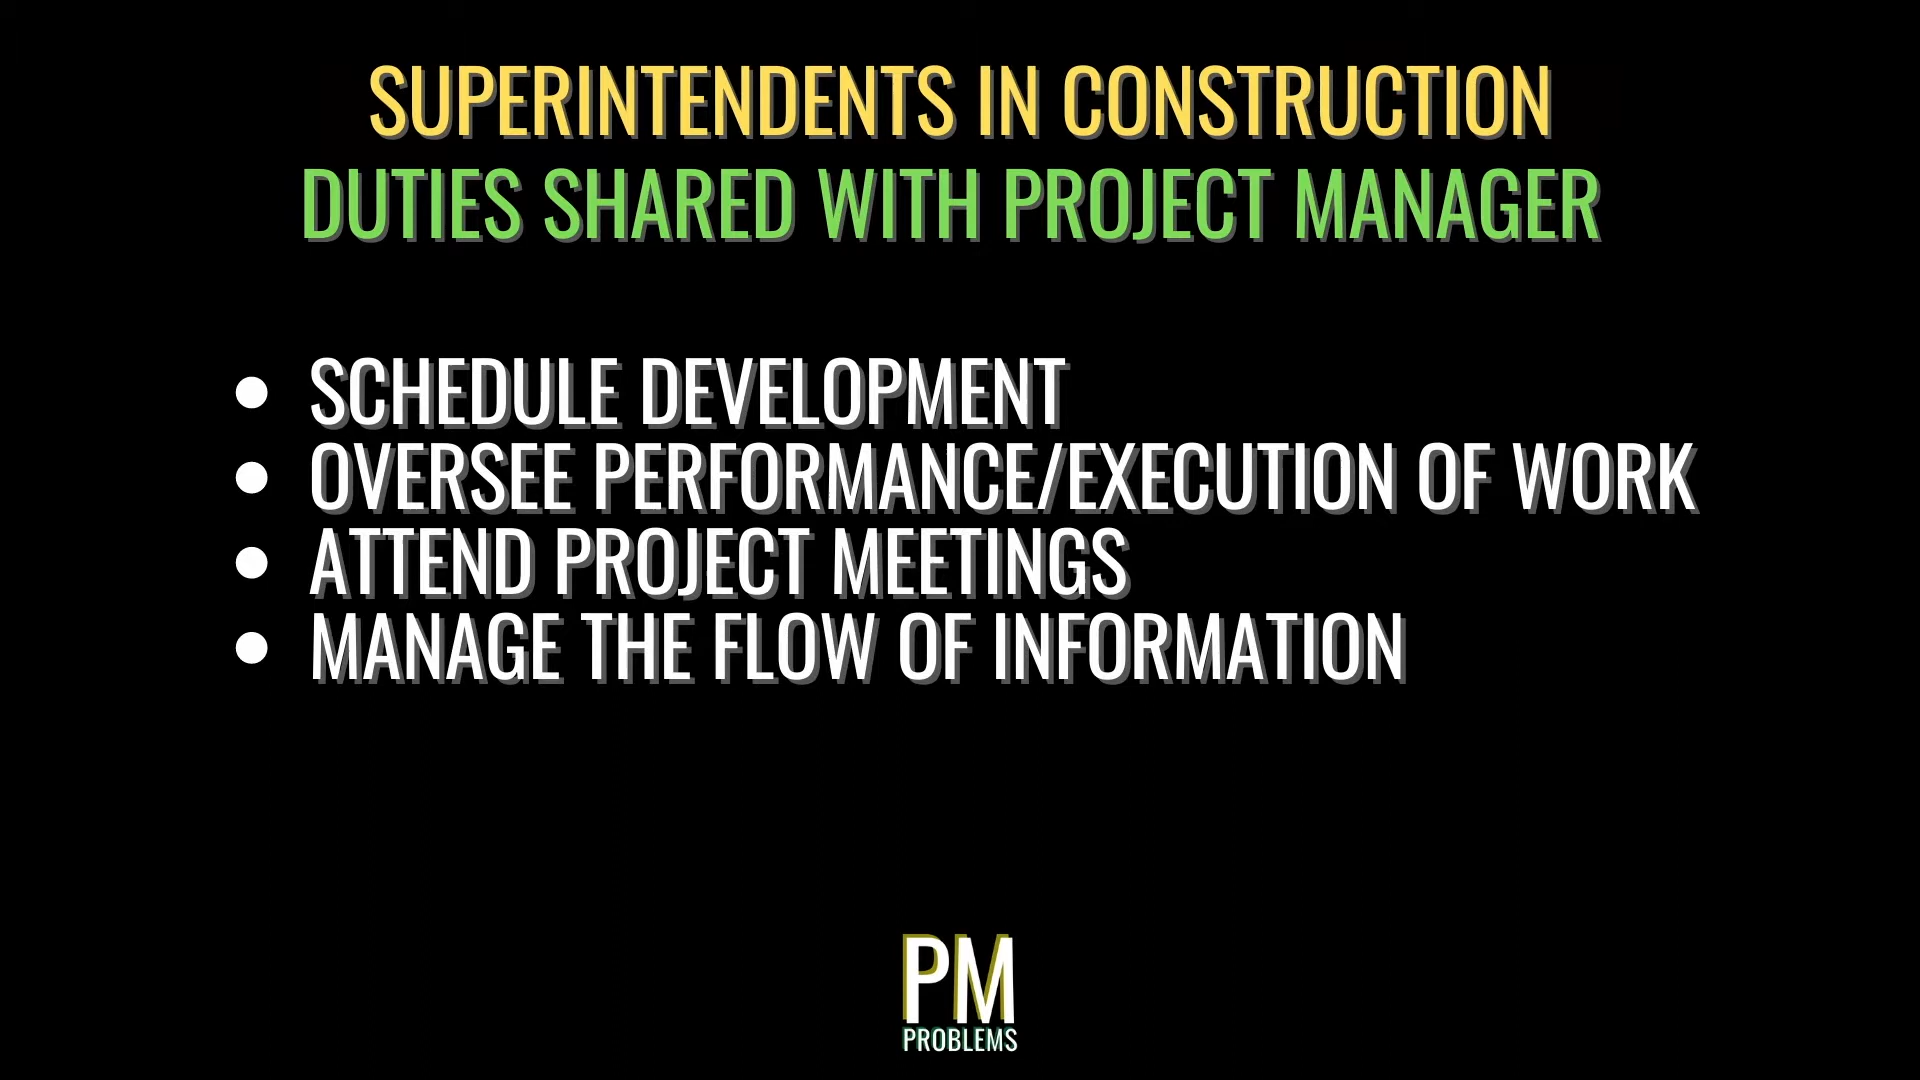 SUPERINTENDENTS IN CONSTRUCTION
DUTIES SHARED WITH PROJECT MANAGER
• SCHEDULE DEVELOPMENT
• OVERSEE PERFORMANCE/EXECUTION OF WORK
• ATTEND PROJECT MEETINGS
• MANAGE THE FLOW OF INFORMATION
PM
PROBLEMS